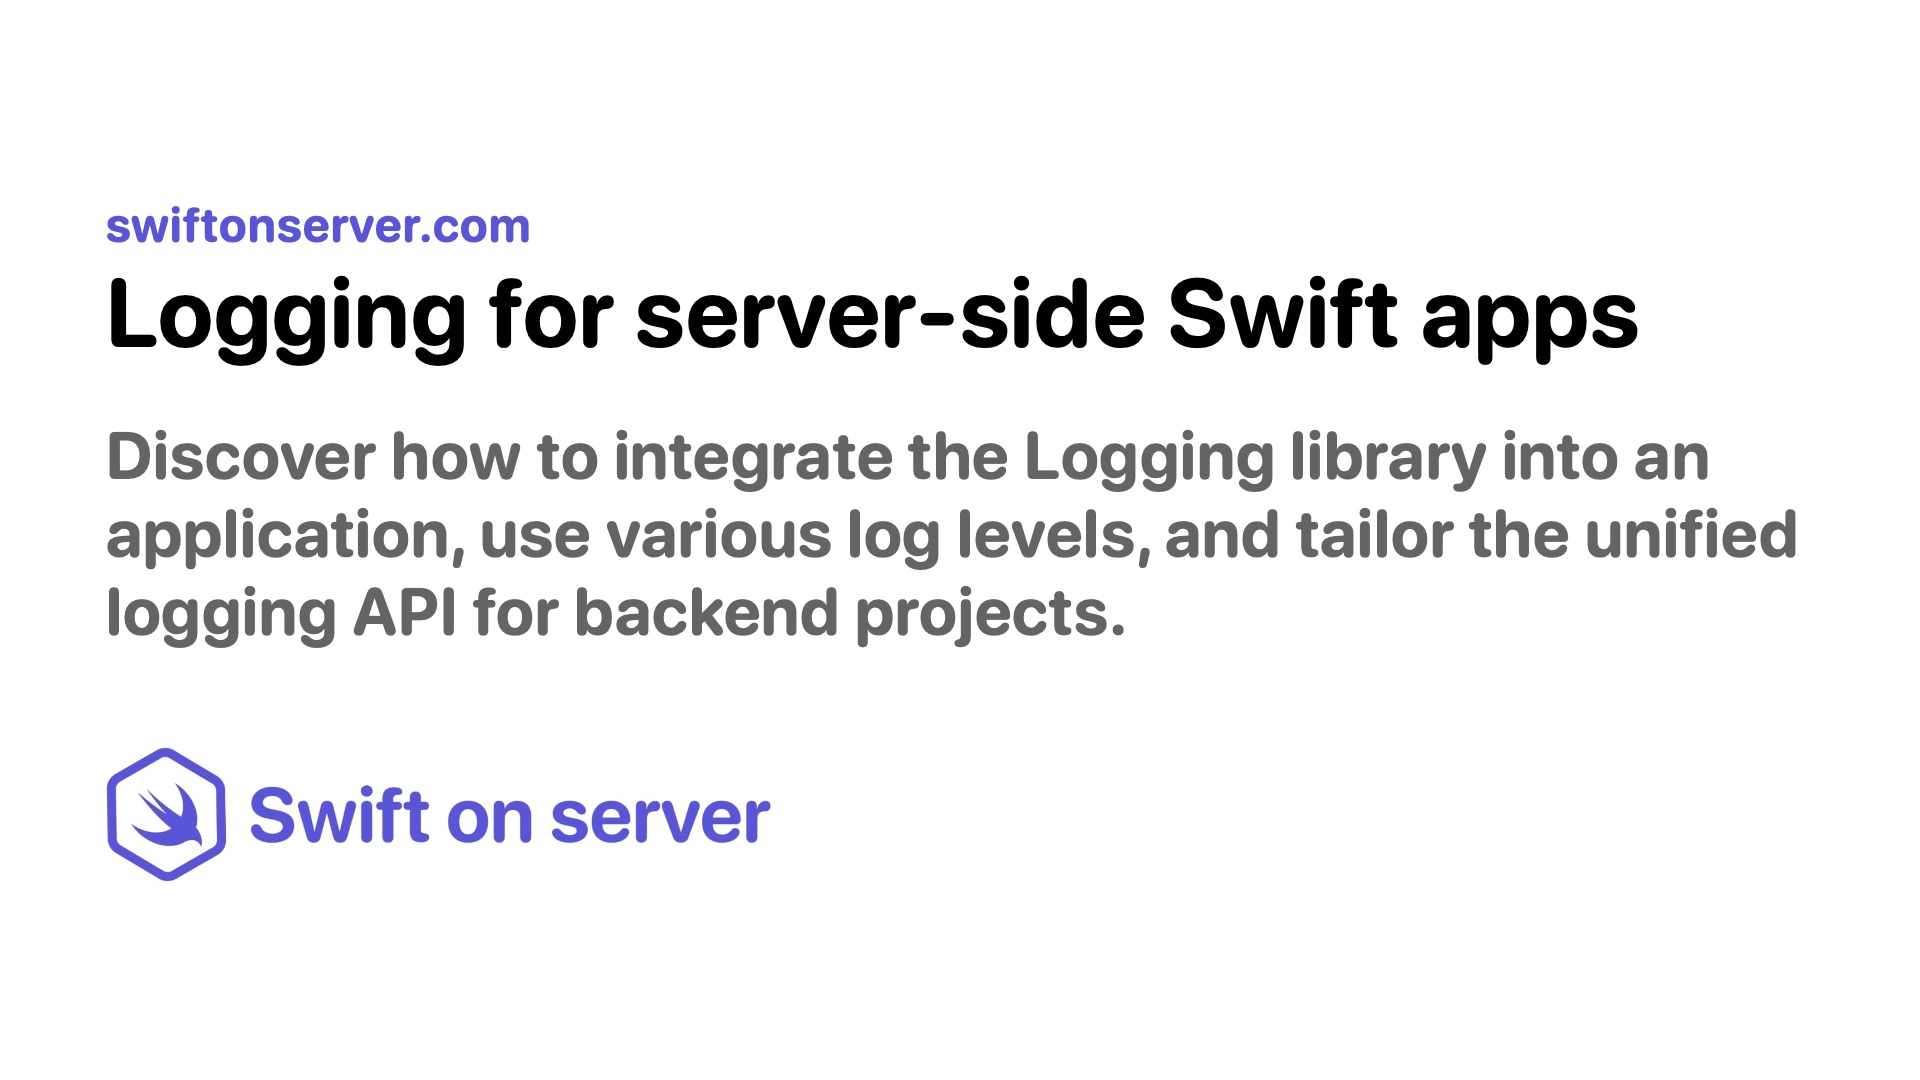 swiftonserver.com
Logging for server-side Swift apps
Discover how to integrate the Logging library into an
application, use various log levels, and tailor the unified
logging API for backend projects.
Swift on server